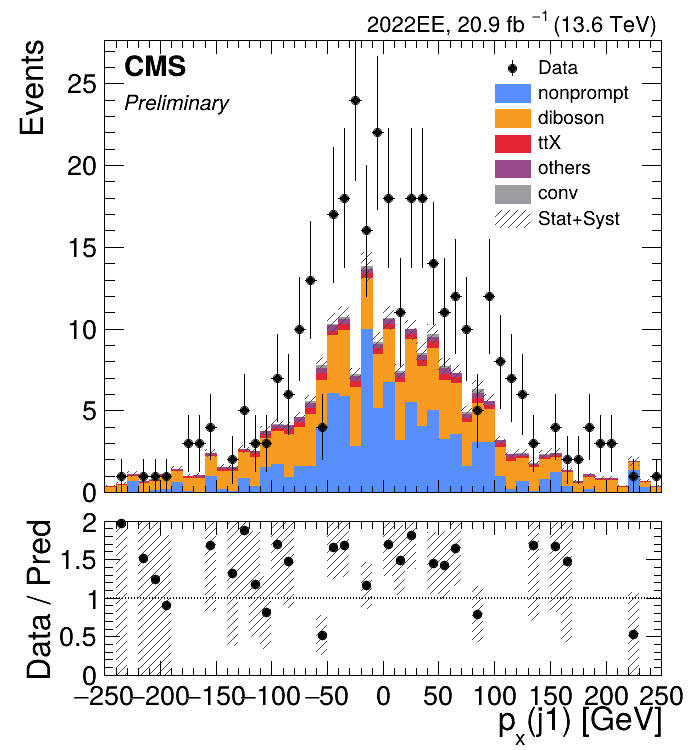 2022EE, 20.9 fb⁻¹ (13.6 TeV)
CMS
Preliminary
Events
25
20
15
10
5
0
Data
nonprompt
diboson
ttX
others
conv
Stat+Syst
Data / Pred
2
1.5
1
0.5
0
−250 −200 −150 −100 −50 0 50 100 150 200 250
pₓ(j1) [GeV]